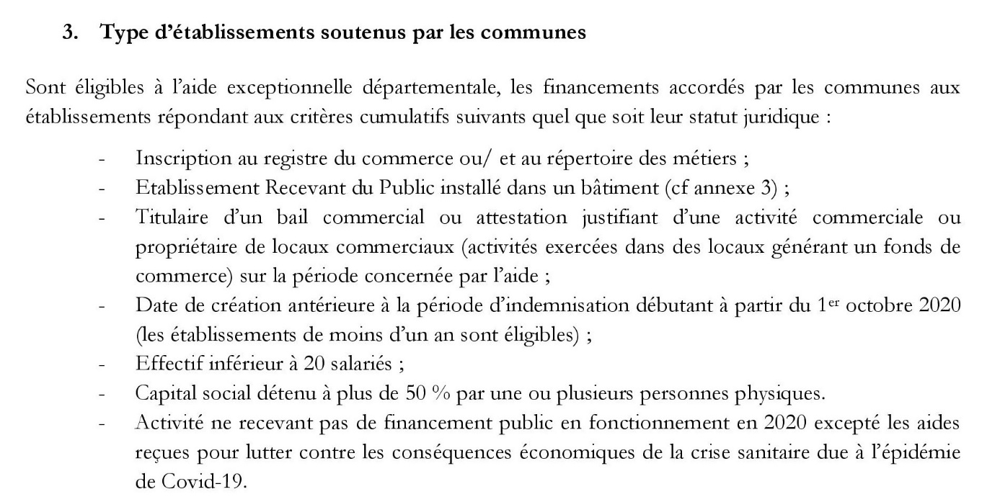 3. Type d’établissements soutenus par les communes
Sont éligibles à l’aide exceptionnelle départementale, les financements accordés par les communes aux
établissements répondant aux critères cumulatifs suivants quel que soit leur statut juridique :
- Inscription au registre du commerce ou/ et au répertoire des métiers ;
- Etablissement Recevant du Public installé dans un bâtiment (cf annexe 3) ;
- Titulaire d’un bail commercial ou attestation justifiant d’une activité commerciale ou
propriétaire de locaux commerciaux (activités exercées dans des locaux générant un fonds de
commerce) sur la période concernée par l’aide ;
- Date de création antérieure à la période d’indemnisation débutant à partir du 1er octobre 2020
(les établissements de moins d’un an sont éligibles) ;
- Effectif inférieur à 20 salariés ;
- Capital social détenu à plus de 50 % par une ou plusieurs personnes physiques.
- Activité ne recevant pas de financement public en fonctionnement en 2020 excepté les aides
reçues pour lutter contre les conséquences économiques de la crise sanitaire due à l’épidémie
de Covid-19.